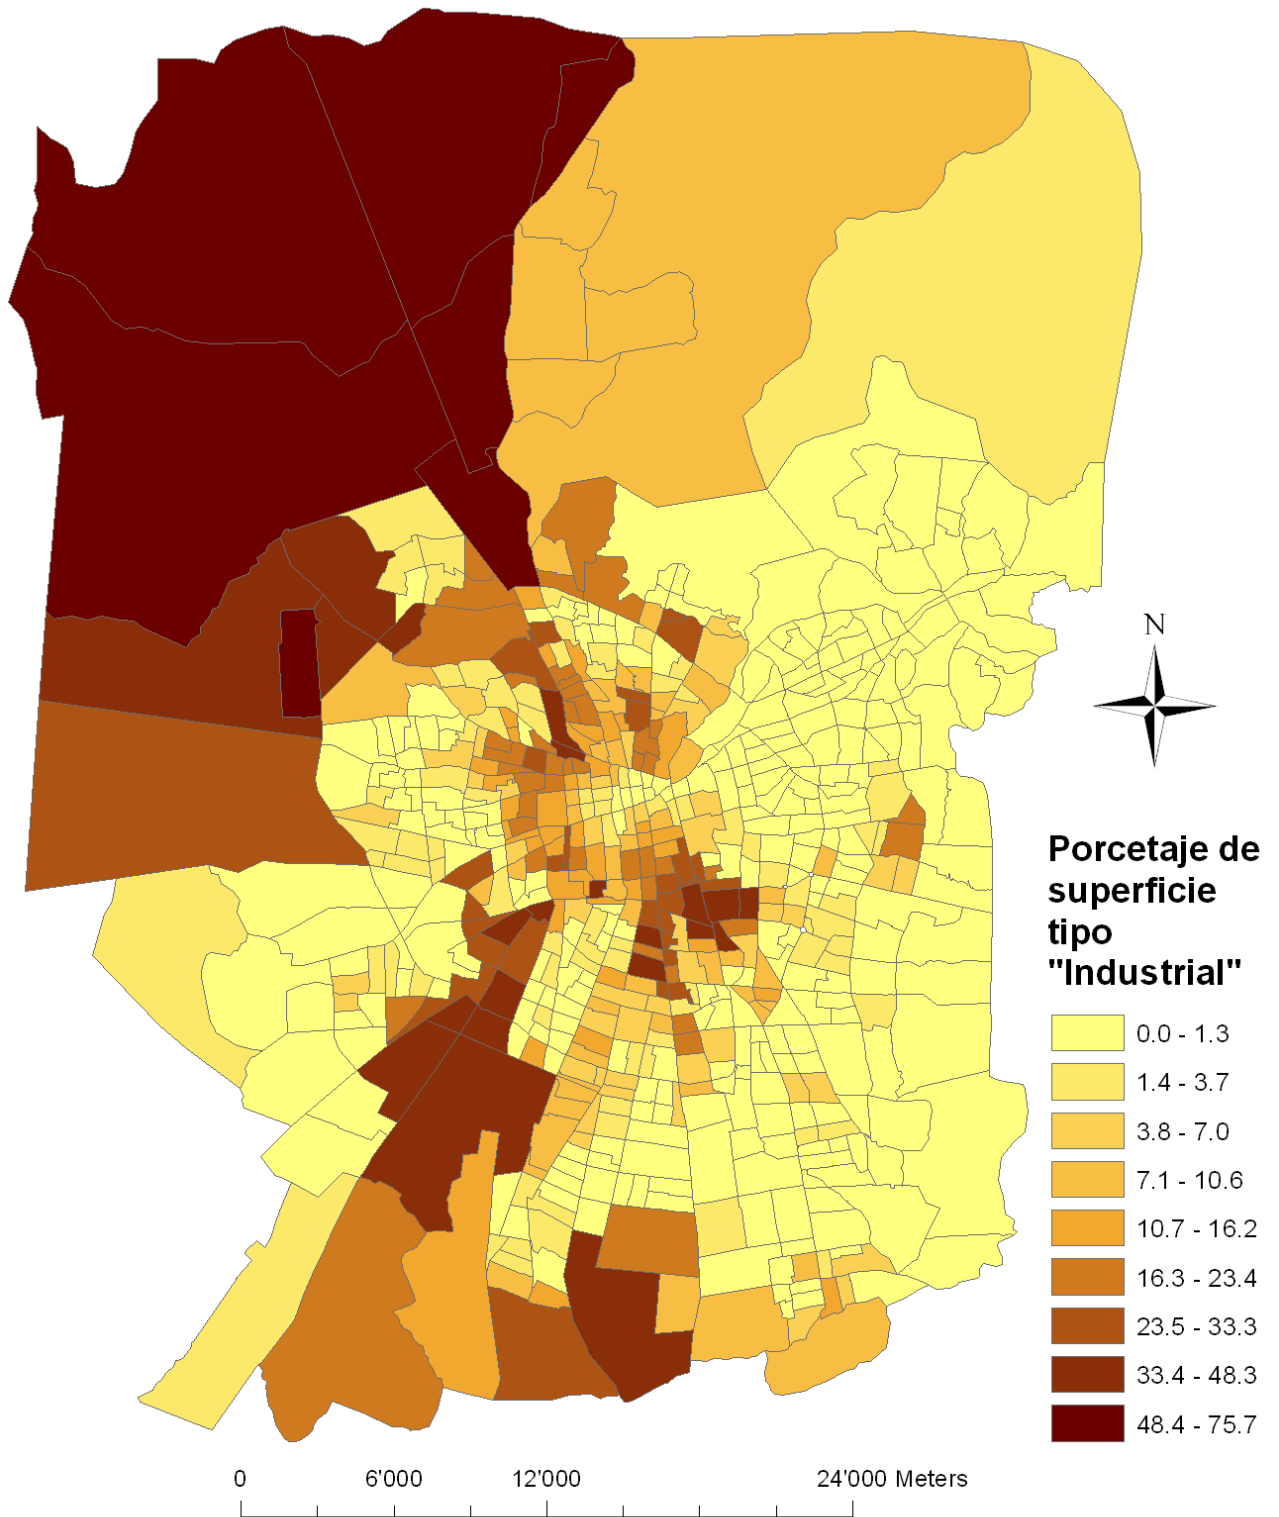 N
Porcetaje de
superficie
tipo
"Industrial"
0.0 - 1.3
1.4 - 3.7
3.8 - 7.0
7.1 - 10.6
10.7 - 16.2
16.3 - 23.4
23.5 - 33.3
33.4 - 48.3
48.4 - 75.7
0 6'000 12'000 24'000 Meters